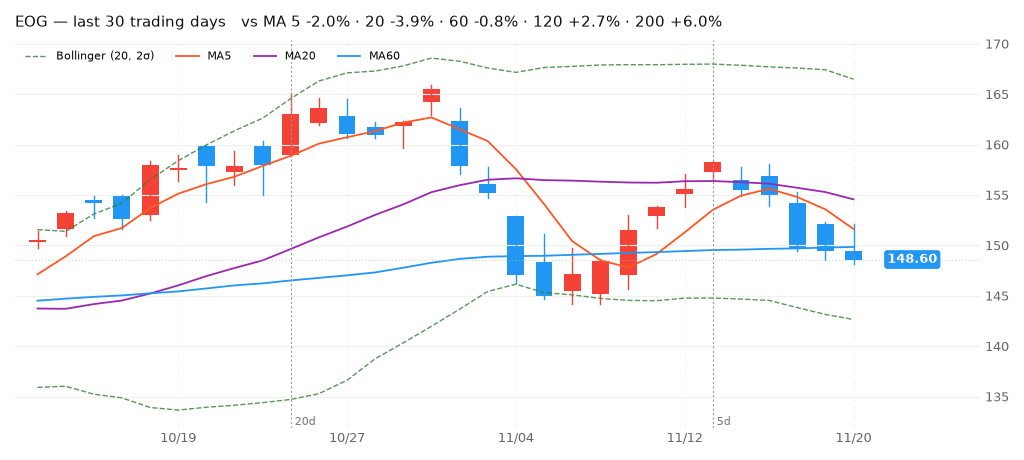 EOG — last 30 trading days   vs MA 5 -2.0% · 20 -3.9% · 60 -0.8% · 120 +2.7% · 200 +6.0%
Bollinger (20, 2σ)   MA5   MA20   MA60
170
165
160
155
150
148.60
145
140
135
20d
5d
10/19   10/27   11/04   11/12   11/20